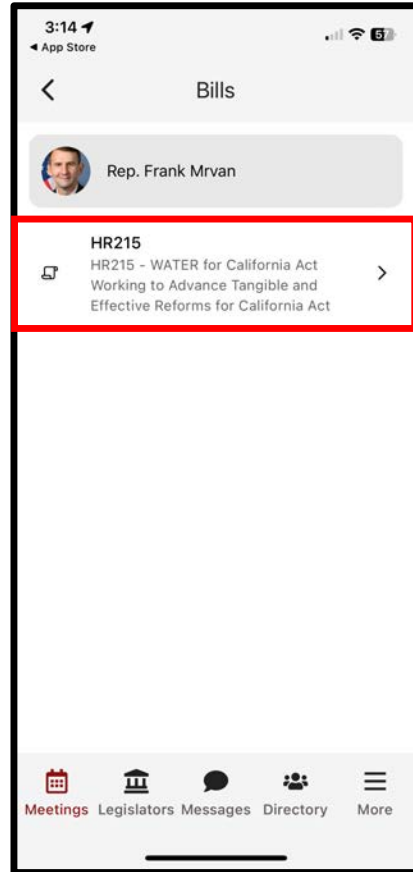 3:14
◄ App Store
57
Bills
Rep. Frank Mrvan
HR215
HR215 - WATER for California Act
Working to Advance Tangible and
Effective Reforms for California Act
Meetings Legislators Messages Directory More